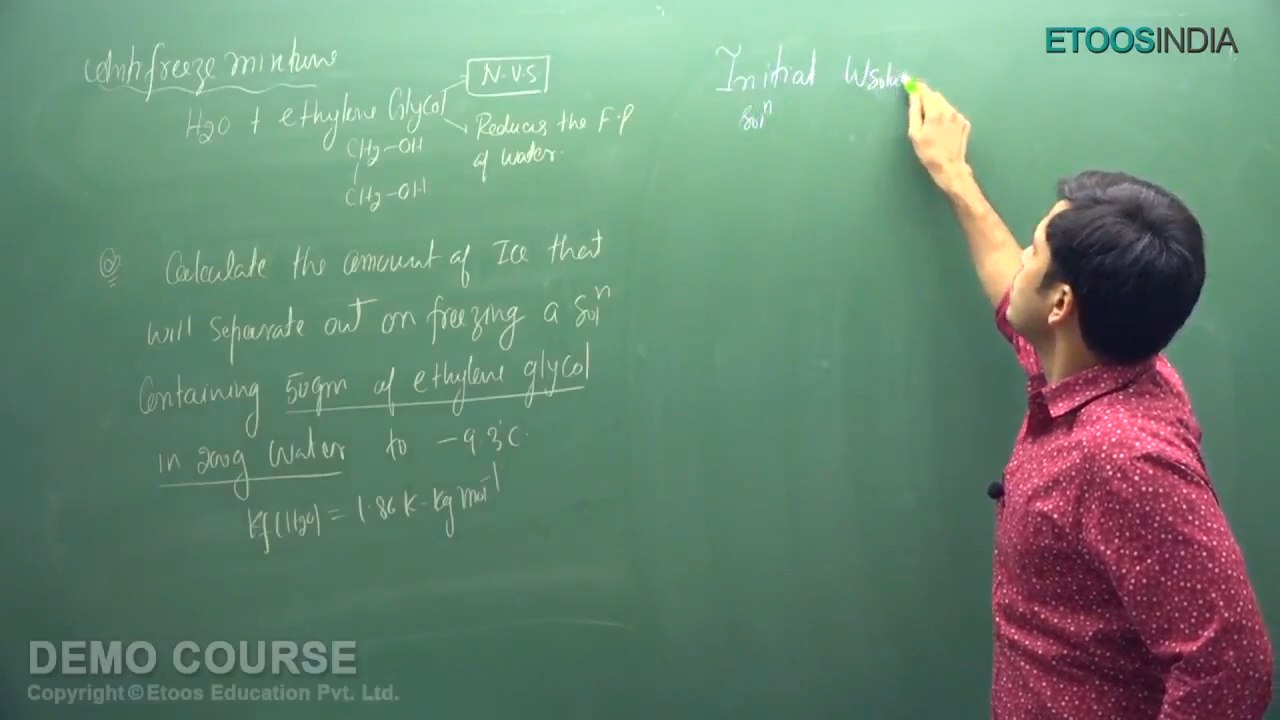 Antifreeze mixture
H2O + ethylene Glycol
N.V.S
Reduces the F.P
of water.
CH2-OH
CH2-OH
Q Calculate the amount of Ice that
will separate out on freezing a Solⁿ
Containing 50gm of ethylene glycol
in 200g Water to -9.3°C.
Kf(H2O) = 1.86 K-Kg mol⁻¹
Initial
Solⁿ
ETOOSINDIA
DEMO COURSE
Copyright © Etoos Education Pvt. Ltd.